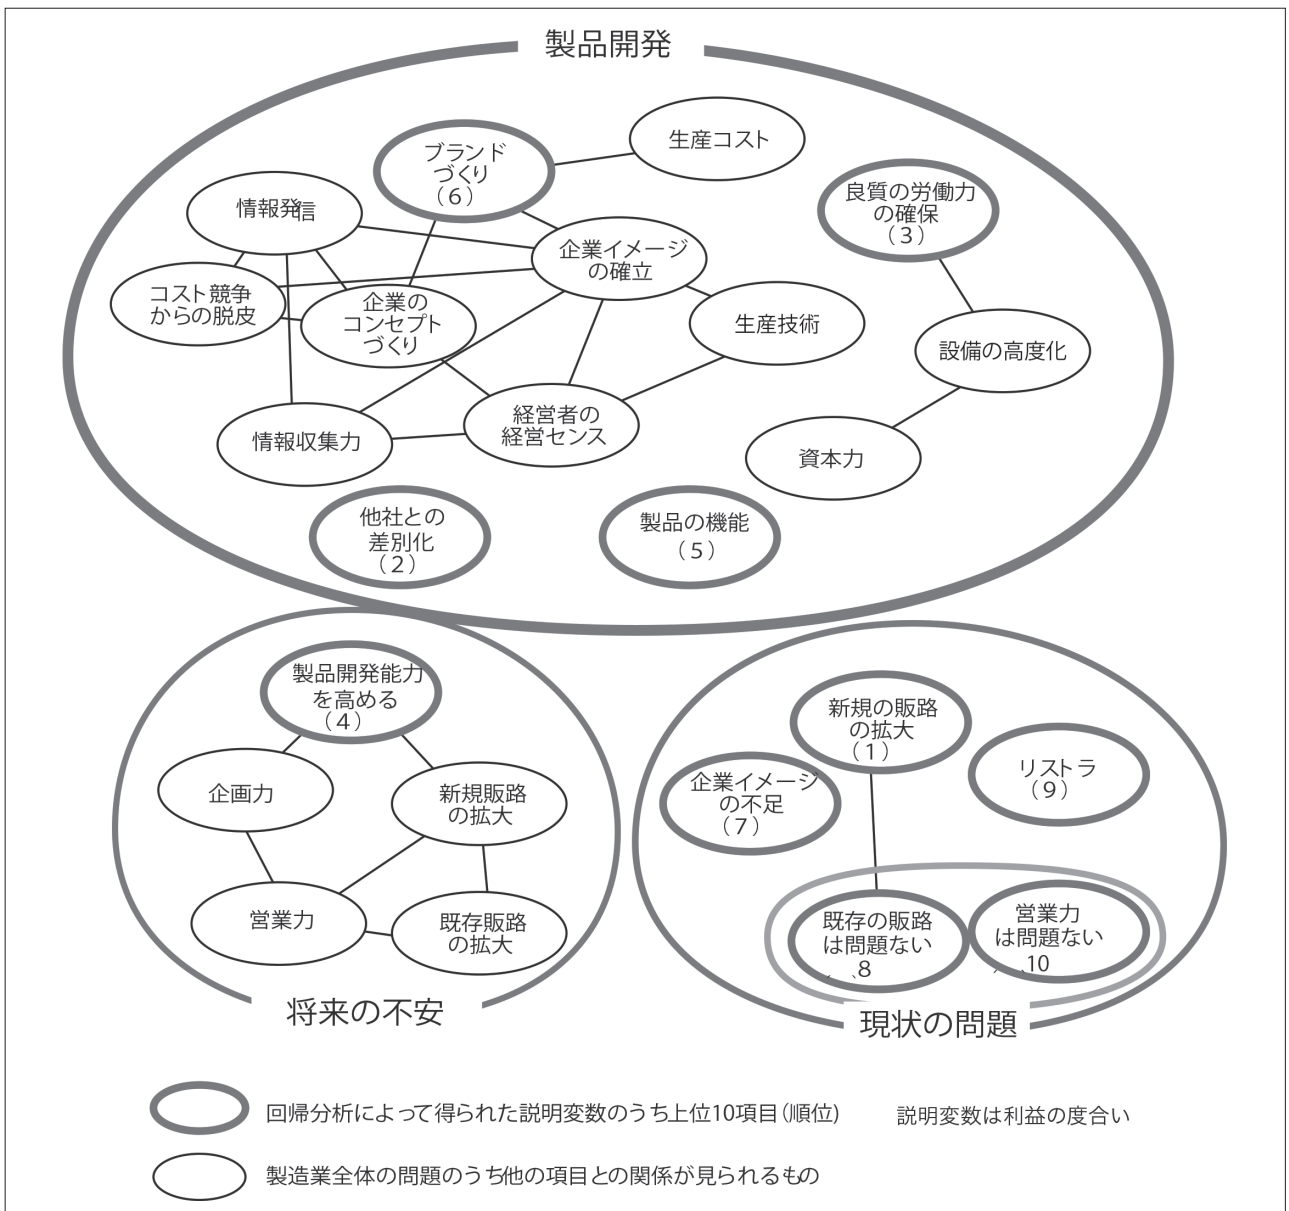 製品開発
ブランド
づくり
（6）
生産コスト
良質の労働力
の確保
（3）
情報発信
企業イメージ
の確立
コスト競争
からの脱皮
企業の
コンセプト
づくり
生産技術
設備の高度化
情報収集力
経営者の
経営センス
資本力
他社との
差別化
（2）
製品の機能
（5）
製品開発能力
を高める
（4）
企画力
新規販路
の拡大
営業力
既存販路
の拡大
将来の不安
新規の販路
の拡大
（1）
企業イメージ
の不足
（7）
リストラ
（9）
既存の販路
は問題ない
8
営業力
は問題ない
10
現状の問題
回帰分析によって得られた説明変数のうち上位10項目（順位）
説明変数は利益の度合い
製造業全体の問題のうち他の項目との関係が見られるもの